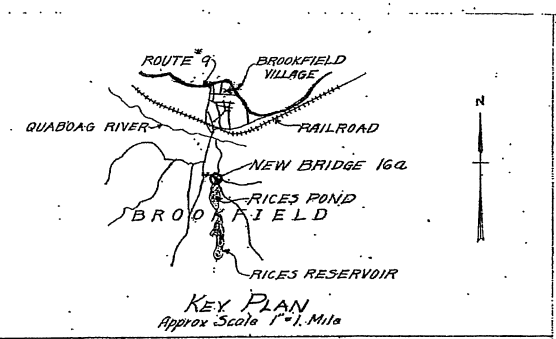 ROUTE #9
BROOKFIELD
VILLAGE
QUABOAG RIVER
RAILROAD
N
NEW BRIDGE 16a
RICES POND
BROOKFIELD
RICES RESERVOIR
KEY PLAN
Approx Scale 1"=1 Mile